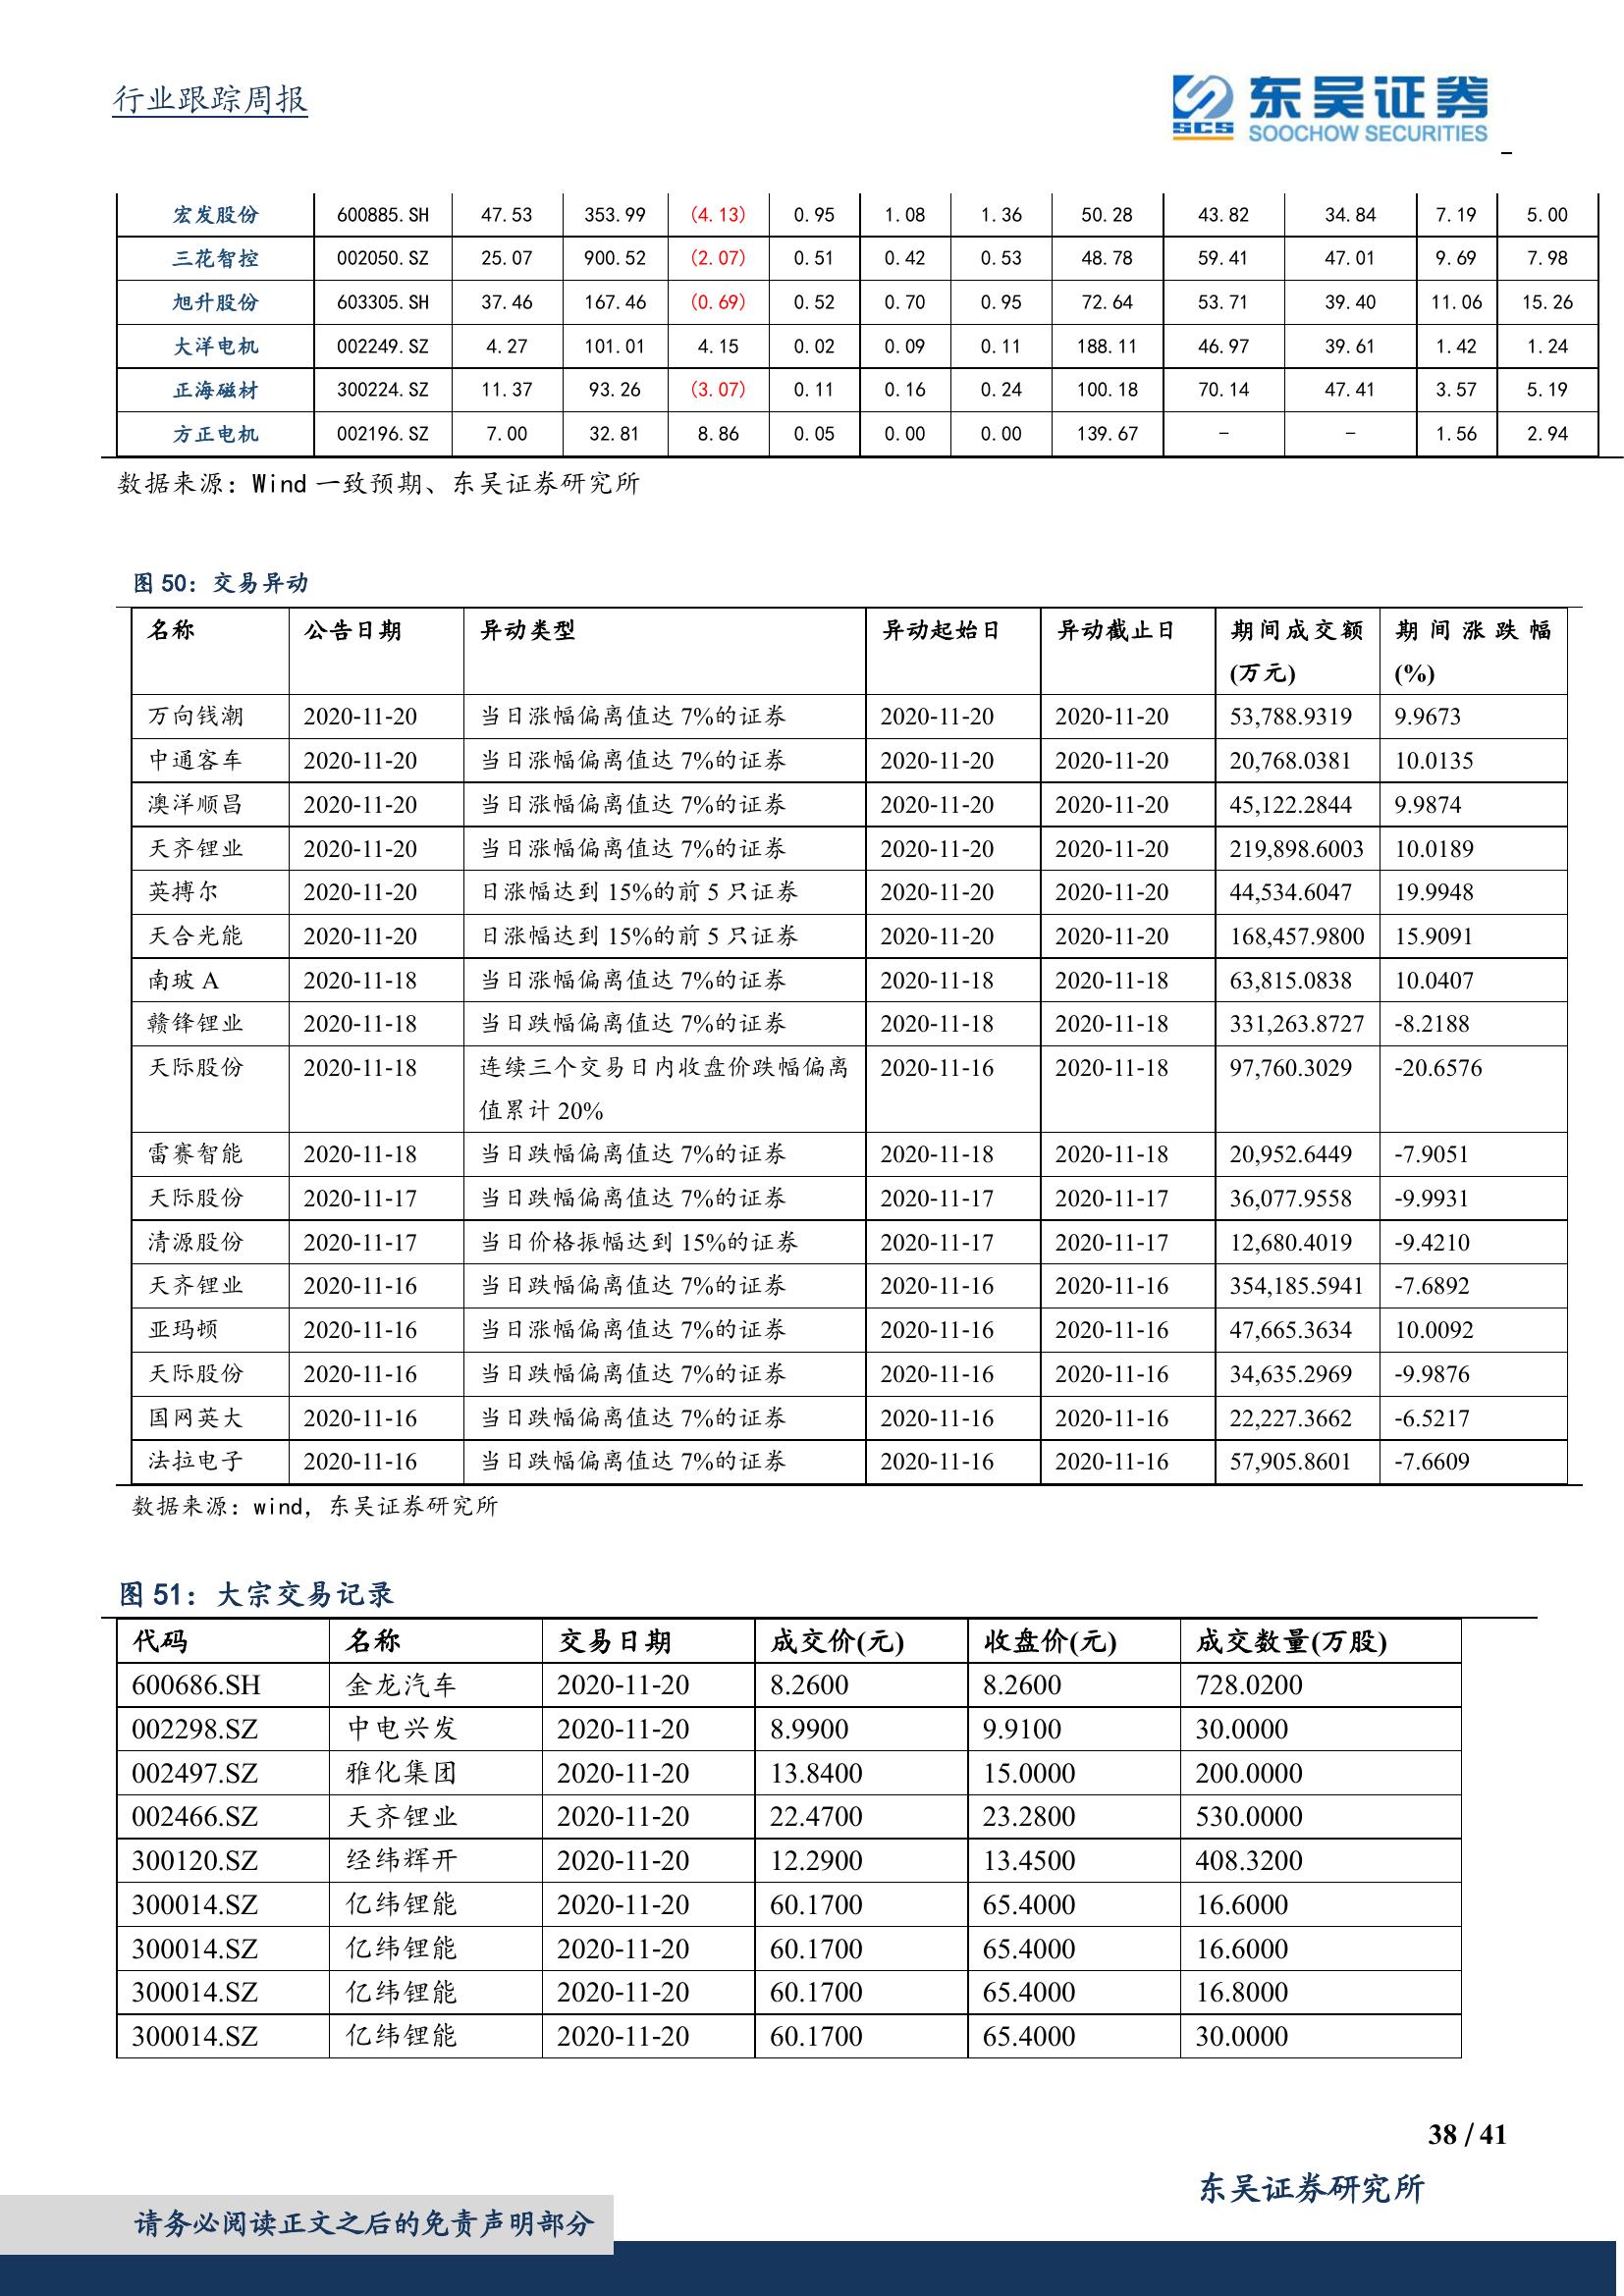 行业跟踪周报
SCS 东吴证券
SOOCHOW SECURITIES
宏发股份 600885.SH 47.53 353.99 (4.13) 0.95 1.08 1.36 50.28 43.82 34.84 7.19 5.00
三花智控 002050.SZ 25.07 900.52 (2.07) 0.51 0.42 0.53 48.78 59.41 47.01 9.69 7.98
旭升股份 603305.SH 37.46 167.46 (0.69) 0.52 0.70 0.95 72.64 53.71 39.40 11.06 15.26
大洋电机 002249.SZ 4.27 101.01 4.15 0.02 0.09 0.11 188.11 46.97 39.61 1.42 1.24
正海磁材 300224.SZ 11.37 93.26 (3.07) 0.11 0.16 0.24 100.18 70.14 47.41 3.57 5.19
方正电机 002196.SZ 7.00 32.81 8.86 0.05 0.00 0.00 139.67 - - 1.56 2.94
数据来源：Wind 一致预期、东吴证券研究所
图 50：交易异动
名称 公告日期 异动类型 异动起始日 异动截止日 期间成交额 期间涨跌幅
(万元) (%)
万向钱潮 2020-11-20 当日涨幅偏离值达 7%的证券 2020-11-20 2020-11-20 53,788.9319 9.9673
中通客车 2020-11-20 当日涨幅偏离值达 7%的证券 2020-11-20 2020-11-20 20,768.0381 10.0135
澳洋顺昌 2020-11-20 当日涨幅偏离值达 7%的证券 2020-11-20 2020-11-20 45,122.2844 9.9874
天齐锂业 2020-11-20 当日涨幅偏离值达 7%的证券 2020-11-20 2020-11-20 219,898.6003 10.0189
英搏尔 2020-11-20 日涨幅达到 15%的前 5 只证券 2020-11-20 2020-11-20 44,534.6047 19.9948
天合光能 2020-11-20 日涨幅达到 15%的前 5 只证券 2020-11-20 2020-11-20 168,457.9800 15.9091
南玻 A 2020-11-18 当日涨幅偏离值达 7%的证券 2020-11-18 2020-11-18 63,815.0838 10.0407
赣锋锂业 2020-11-18 当日跌幅偏离值达 7%的证券 2020-11-18 2020-11-18 331,263.8727 -8.2188
天际股份 2020-11-18 连续三个交易日内收盘价跌幅偏离 2020-11-16 2020-11-18 97,760.3029 -20.6576
值累计 20%
雷赛智能 2020-11-18 当日跌幅偏离值达 7%的证券 2020-11-18 2020-11-18 20,952.6449 -7.9051
天际股份 2020-11-17 当日跌幅偏离值达 7%的证券 2020-11-17 2020-11-17 36,077.9558 -9.9931
清源股份 2020-11-17 当日价格振幅达到 15%的证券 2020-11-17 2020-11-17 12,680.4019 -9.4210
天齐锂业 2020-11-16 当日跌幅偏离值达 7%的证券 2020-11-16 2020-11-16 354,185.5941 -7.6892
亚玛顿 2020-11-16 当日涨幅偏离值达 7%的证券 2020-11-16 2020-11-16 47,665.3634 10.0092
天际股份 2020-11-16 当日跌幅偏离值达 7%的证券 2020-11-16 2020-11-16 34,635.2969 -9.9876
国网英大 2020-11-16 当日跌幅偏离值达 7%的证券 2020-11-16 2020-11-16 22,227.3662 -6.5217
法拉电子 2020-11-16 当日跌幅偏离值达 7%的证券 2020-11-16 2020-11-16 57,905.8601 -7.6609
数据来源：wind，东吴证券研究所
图 51：大宗交易记录
代码 名称 交易日期 成交价(元) 收盘价(元) 成交数量(万股)
600686.SH 金龙汽车 2020-11-20 8.2600 8.2600 728.0200
002298.SZ 中电兴发 2020-11-20 8.9900 9.9100 30.0000
002497.SZ 雅化集团 2020-11-20 13.8400 15.0000 200.0000
002466.SZ 天齐锂业 2020-11-20 22.4700 23.2800 530.0000
300120.SZ 经纬辉开 2020-11-20 12.2900 13.4500 408.3200
300014.SZ 亿纬锂能 2020-11-20 60.1700 65.4000 16.6000
300014.SZ 亿纬锂能 2020-11-20 60.1700 65.4000 16.6000
300014.SZ 亿纬锂能 2020-11-20 60.1700 65.4000 16.8000
300014.SZ 亿纬锂能 2020-11-20 60.1700 65.4000 30.0000
38 / 41
东吴证券研究所
请务必阅读正文之后的免责声明部分